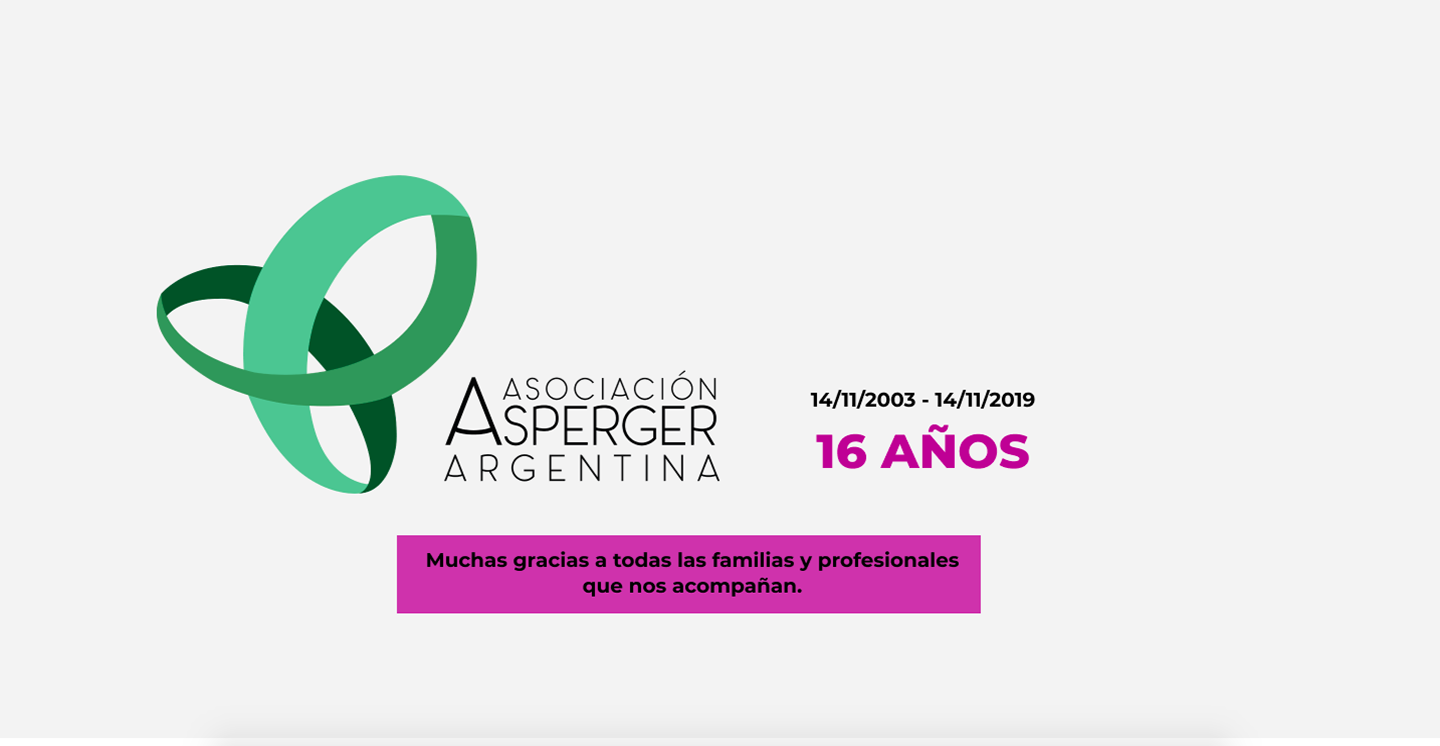 ASOCIACIÓN
ASPERGER
ARGENTINA
14/11/2003 - 14/11/2019
16 AÑOS
Muchas gracias a todas las familias y profesionales
que nos acompañan.